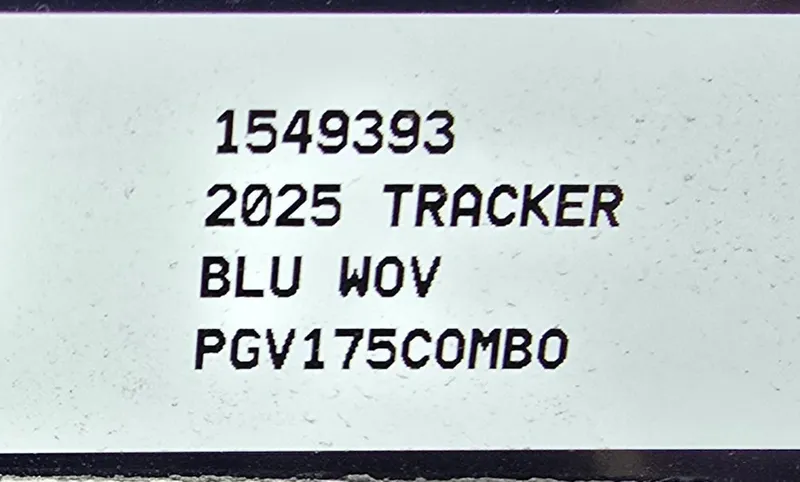 1549393
2025 TRACKER
BLU WOV
PGV175COMBO